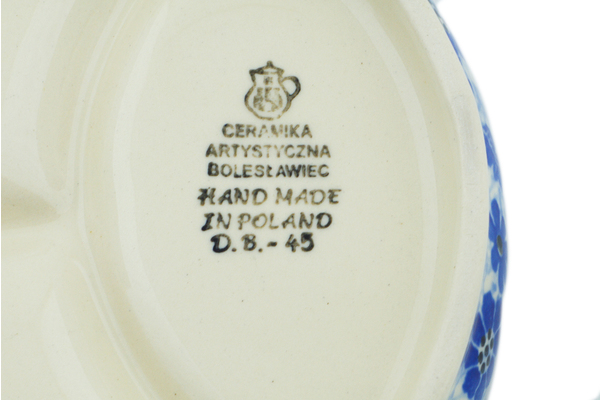 CERAMIKA
ARTYSTYCZNA
BOLESŁAWIEC
HAND MADE
IN POLAND
D.B.-45